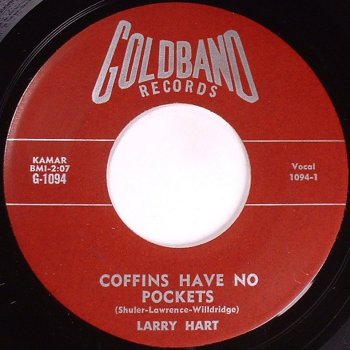 GOLDBAND
RECORDS
KAMAR
BMI-2:07
G-1094
Vocal
1094-1
COFFINS HAVE NO
POCKETS
(Shuler-Lawrence-Willdridge)
LARRY HART